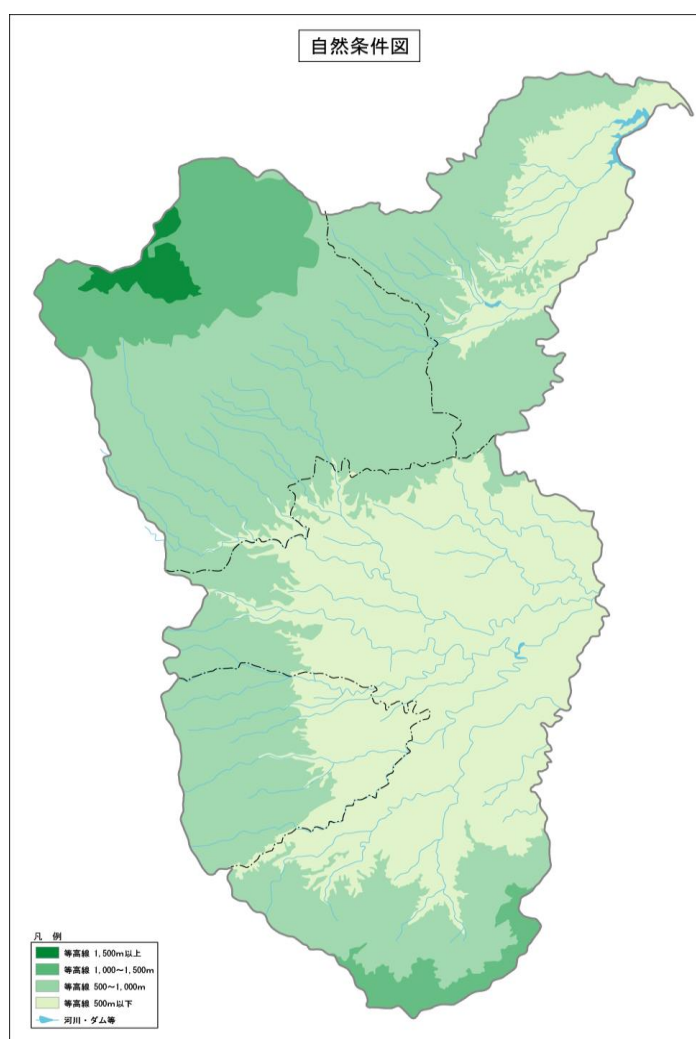 自然条件図
凡 例
等高線 1,500m以上
等高線 1,000〜1,500m
等高線 500〜1,000m
等高線 500m以下
河川・ダム等